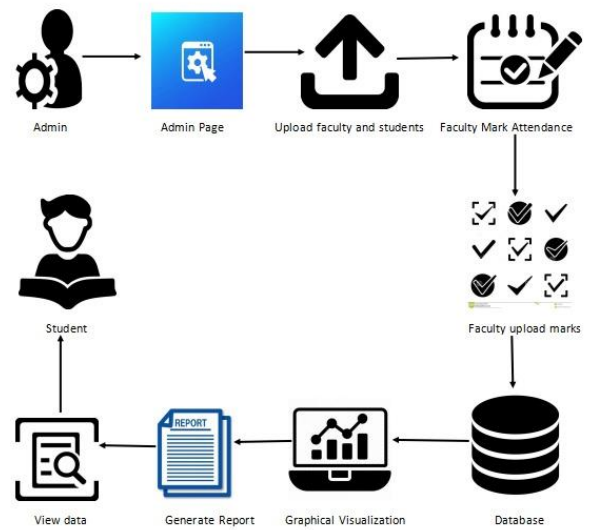 Admin
Admin Page
Upload faculty and students
Faculty Mark Attendance
Student
Faculty upload marks
REPORT
View data
Generate Report
Graphical Visualization
Database